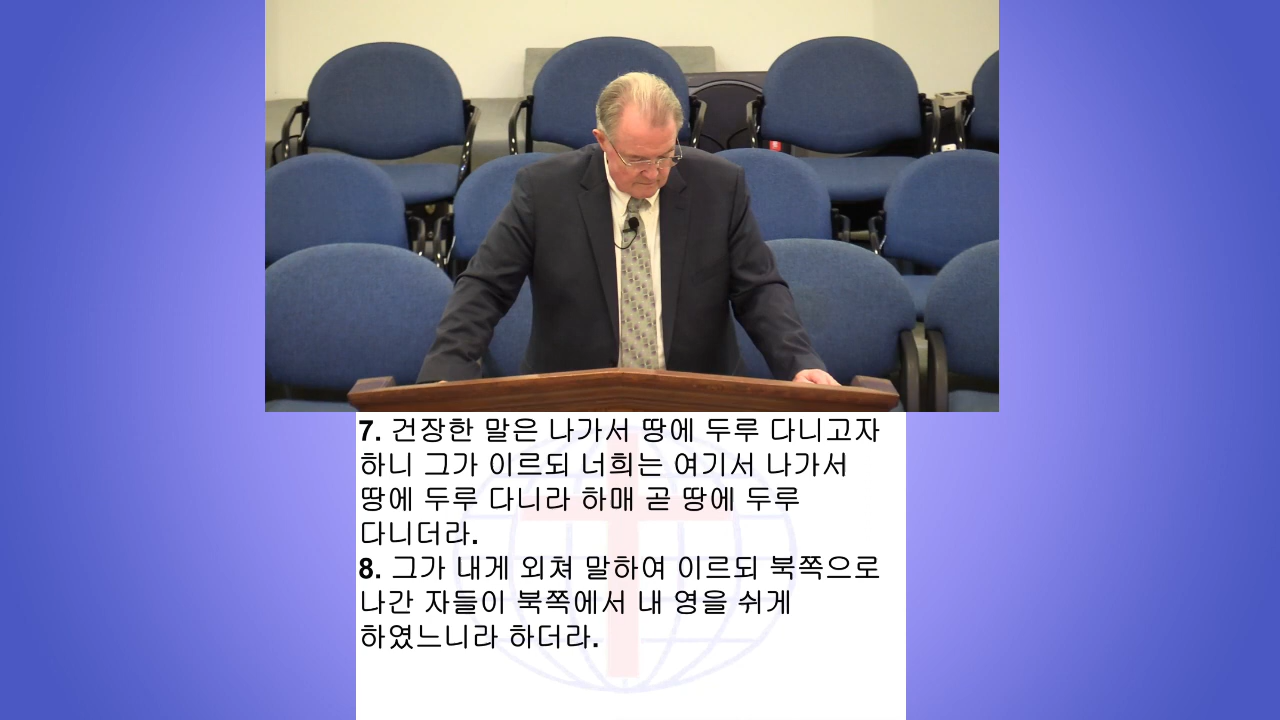 7. 건장한 말은 나가서 땅에 두루 다니고자
하니 그가 이르되 너희는 여기서 나가서
땅에 두루 다니라 하매 곧 땅에 두루
다니더라.
8. 그가 내게 외쳐 말하여 이르되 북쪽으로
나간 자들이 북쪽에서 내 영을 쉬게
하였느니라 하더라.